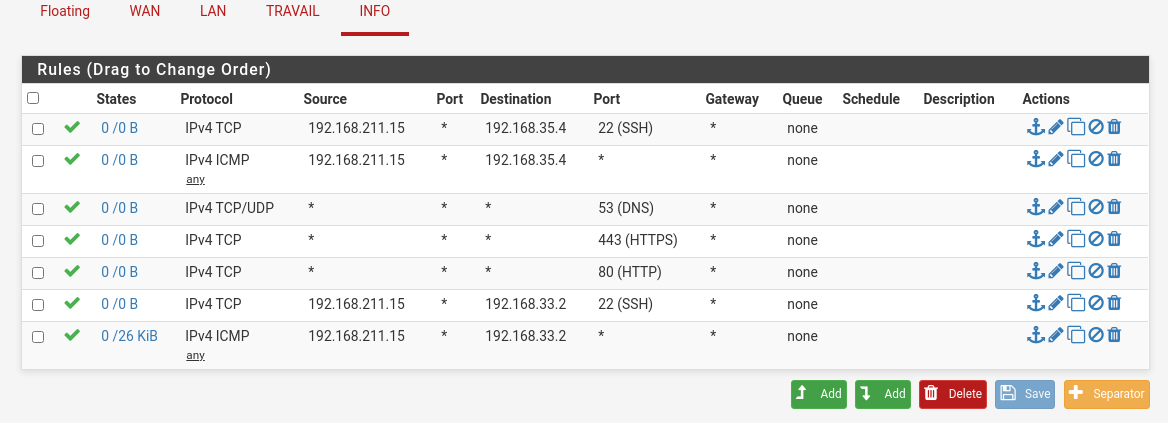 Floating WAN LAN TRAVAIL INFO
Rules (Drag to Change Order)
States Protocol Source Port Destination Port Gateway Queue Schedule Description Actions
0 /0 B IPv4 TCP 192.168.211.15 * 192.168.35.4 22 (SSH) * none
0 /0 B IPv4 ICMP 192.168.211.15 * 192.168.35.4 * * none
any
0 /0 B IPv4 TCP/UDP * * * 53 (DNS) * none
0 /0 B IPv4 TCP * * * 443 (HTTPS) * none
0 /0 B IPv4 TCP * * * 80 (HTTP) * none
0 /0 B IPv4 TCP 192.168.211.15 * 192.168.33.2 22 (SSH) * none
0 /26 KiB IPv4 ICMP 192.168.211.15 * 192.168.33.2 * * none
any
Add Add Delete Save Separator